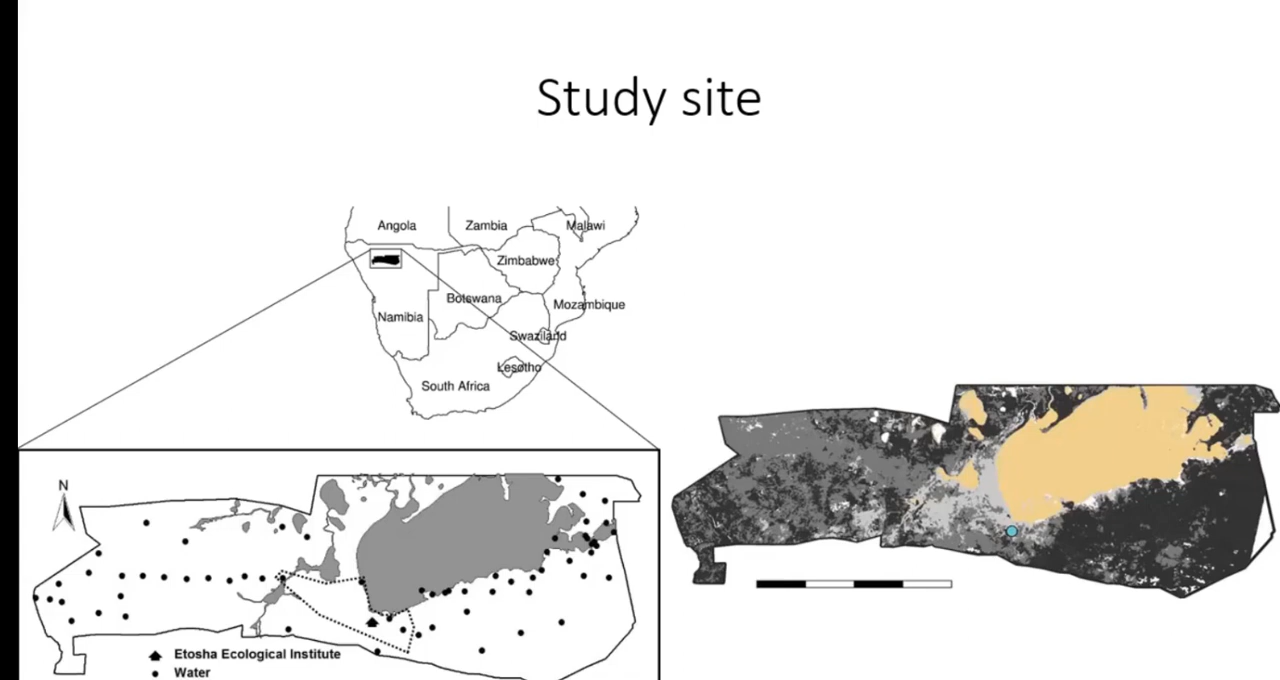 Study site
Angola
Zambia
Malawi
Zimbabwe
Botswana
Mozambique
Namibia
Swaziland
Lesotho
South Africa
N
Etosha Ecological Institute
Water